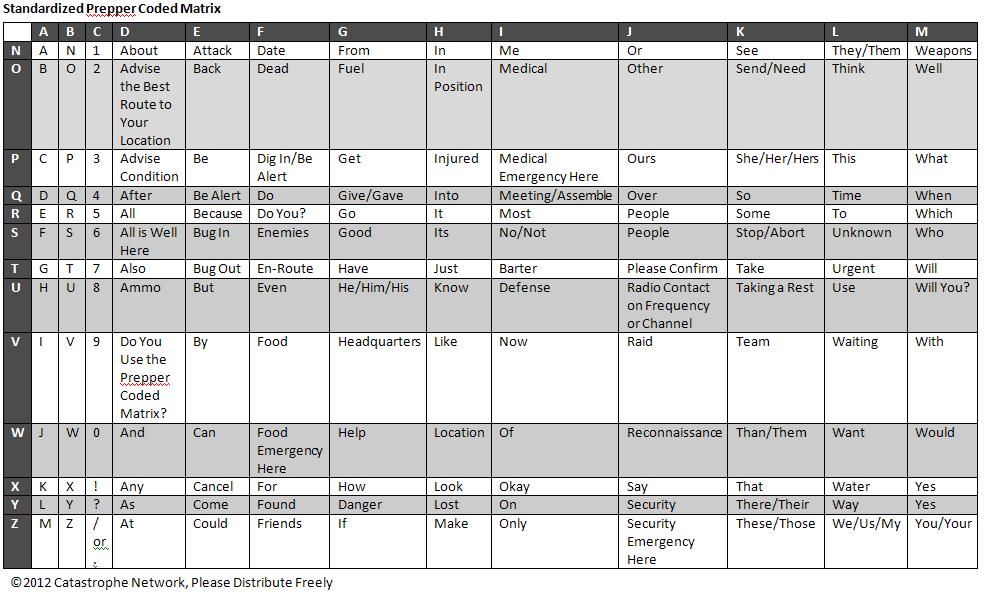 Standardized Prepper Coded Matrix
A B C D E F G H I J K L M
N A N 1 About Attack Date From In Me Or See They/Them Weapons
O B O 2 Advise Back Dead Fuel In Medical Other Send/Need Think Well
the Best Position
Route to
Your
Location
P C P 3 Advise Be Dig In/Be Get Injured Medical Ours She/Her/Hers This What
Condition Alert Emergency Here
Q D Q 4 After Be Alert Do Give/Gave Into Meeting/Assemble Over So Time When
R E R 5 All Because Do You? Go It Most People Some To Which
S F S 6 All is Well Bug In Enemies Good Its No/Not People Stop/Abort Unknown Who
Here
T G T 7 Also Bug Out En-Route Have Just Barter Please Confirm Take Urgent Will
U H U 8 Ammo But Even He/Him/His Know Defense Radio Contact Taking a Rest Use Will You?
on Frequency
or Channel
V I V 9 Do You By Food Headquarters Like Now Raid Team Waiting With
Use the
Prepper
Coded
Matrix?
W J W 0 And Can Food Help Location Of Reconnaissance Than/Them Want Would
Emergency
Here
X K X ! Any Cancel For How Look Okay Say That Water Yes
Y L Y ? As Come Found Danger Lost On Security There/Their Way Yes
Z M Z / At Could Friends If Make Only Security These/Those We/Us/My You/Your
or Emergency
: Here
©2012 Catastrophe Network, Please Distribute Freely